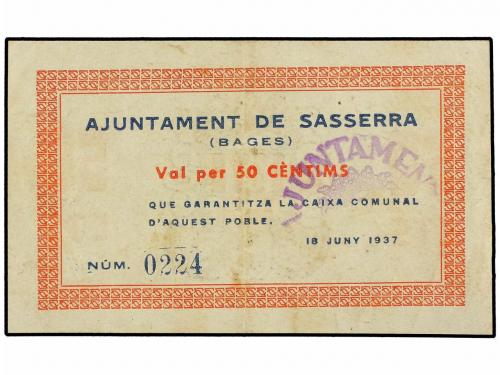 AJUNTAMENT DE SASSERRA
(BAGES)
Val per 50 CÈNTIMS
QUE GARANTITZA LA CAIXA COMUNAL
D'AQUEST POBLE.
18 JUNY 1937
NÚM. 0224
AJUNTAMEN